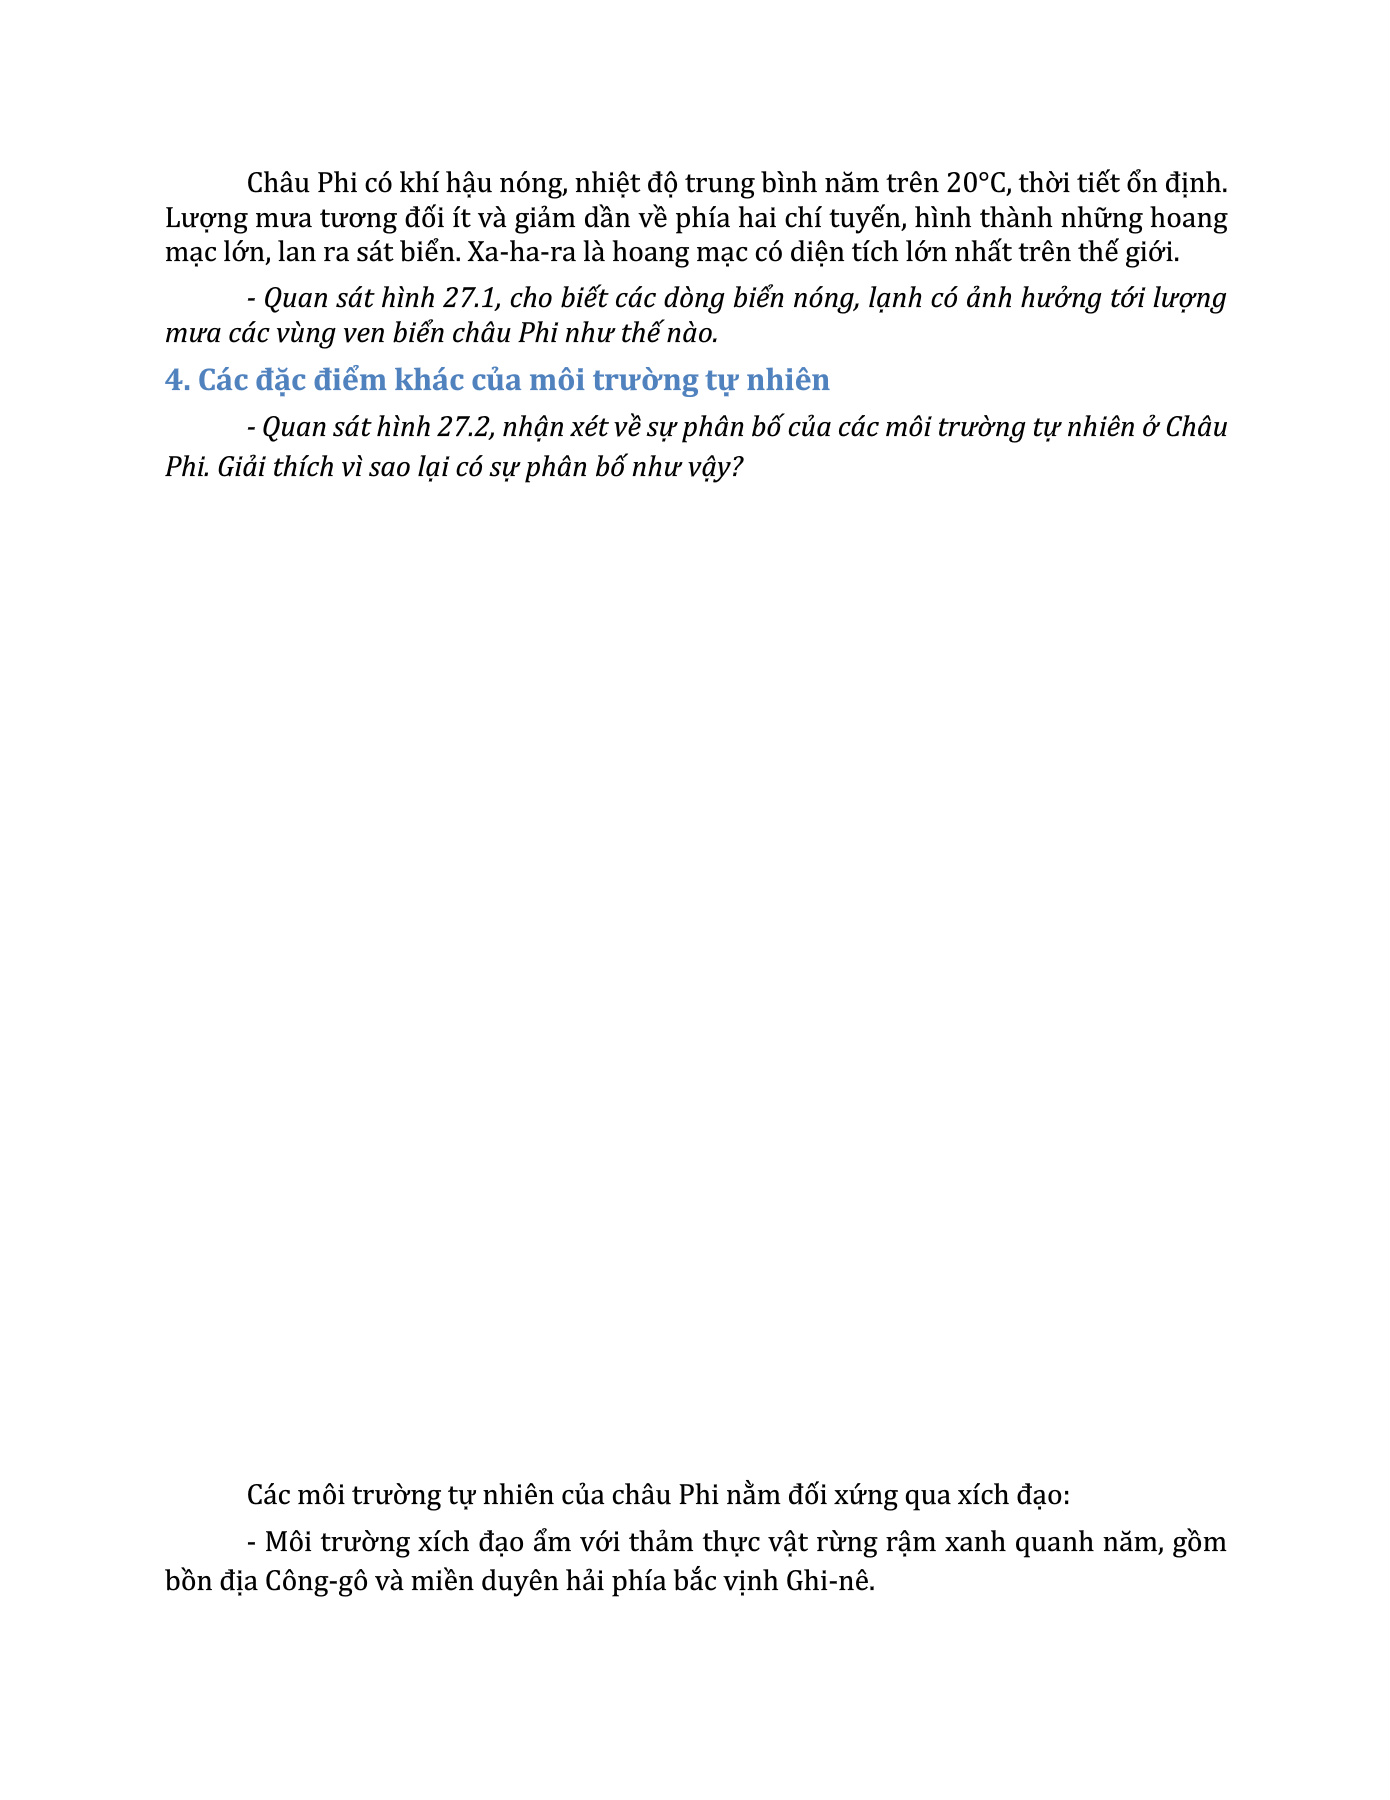 Châu Phi có khí hậu nóng, nhiệt độ trung bình năm trên 20°C, thời tiết ổn định.
Lượng mưa tương đối ít và giảm dần về phía hai chí tuyến, hình thành những hoang
mạc lớn, lan ra sát biển. Xa-ha-ra là hoang mạc có diện tích lớn nhất trên thế giới.
- Quan sát hình 27.1, cho biết các dòng biển nóng, lạnh có ảnh hưởng tới lượng
mưa các vùng ven biển châu Phi như thế nào.
4. Các đặc điểm khác của môi trường tự nhiên
- Quan sát hình 27.2, nhận xét về sự phân bố của các môi trường tự nhiên ở Châu
Phi. Giải thích vì sao lại có sự phân bố như vậy?
Các môi trường tự nhiên của châu Phi nằm đối xứng qua xích đạo:
- Môi trường xích đạo ẩm với thảm thực vật rừng rậm xanh quanh năm, gồm
bồn địa Công-gô và miền duyên hải phía bắc vịnh Ghi-nê.